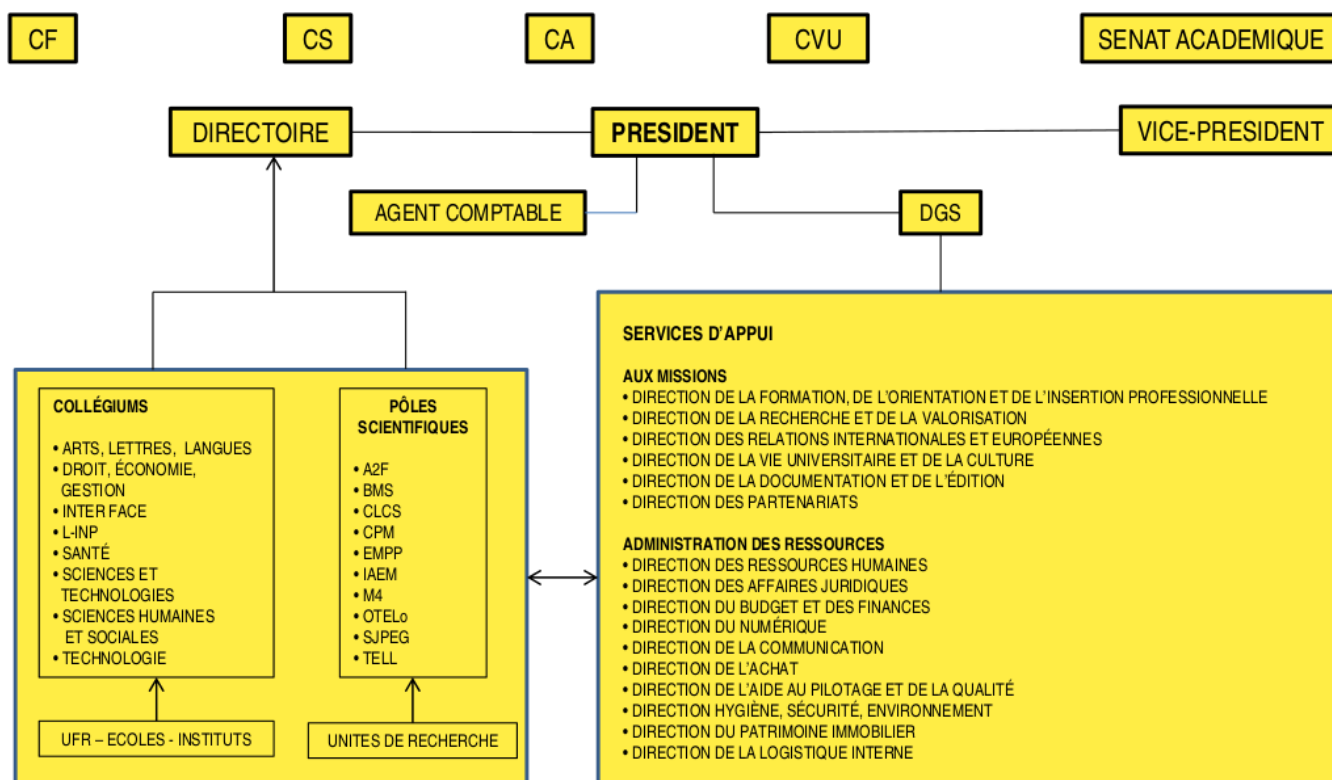 CF
CS
CA
CVU
SENAT ACADEMIQUE
DIRECTOIRE
PRESIDENT
VICE-PRESIDENT
AGENT COMPTABLE
DGS
COLLÉGIUMS
• ARTS, LETTRES, LANGUES
• DROIT, ÉCONOMIE,
GESTION
• INTER FACE
• L-INP
• SANTÉ
• SCIENCES ET
TECHNOLOGIES
• SCIENCES HUMAINES
ET SOCIALES
• TECHNOLOGIE
UFR – ECOLES - INSTITUTS
PÔLES
SCIENTIFIQUES
• A2F
• BMS
• CLCS
• CPM
• EMPP
• IAEM
• M4
• OTELo
• SJPEG
• TELL
UNITES DE RECHERCHE
SERVICES D’APPUI
AUX MISSIONS
• DIRECTION DE LA FORMATION, DE L’ORIENTATION ET DE L’INSERTION PROFESSIONNELLE
• DIRECTION DE LA RECHERCHE ET DE LA VALORISATION
• DIRECTION DES RELATIONS INTERNATIONALES ET EUROPÉENNES
• DIRECTION DE LA VIE UNIVERSITAIRE ET DE LA CULTURE
• DIRECTION DE LA DOCUMENTATION ET DE L’ÉDITION
• DIRECTION DES PARTENARIATS
ADMINISTRATION DES RESSOURCES
• DIRECTION DES RESSOURCES HUMAINES
• DIRECTION DES AFFAIRES JURIDIQUES
• DIRECTION DU BUDGET ET DES FINANCES
• DIRECTION DU NUMÉRIQUE
• DIRECTION DE LA COMMUNICATION
• DIRECTION DE L’ACHAT
• DIRECTION DE L’AIDE AU PILOTAGE ET DE LA QUALITÉ
• DIRECTION HYGIÈNE, SÉCURITÉ, ENVIRONNEMENT
• DIRECTION DU PATRIMOINE IMMOBILIER
• DIRECTION DE LA LOGISTIQUE INTERNE